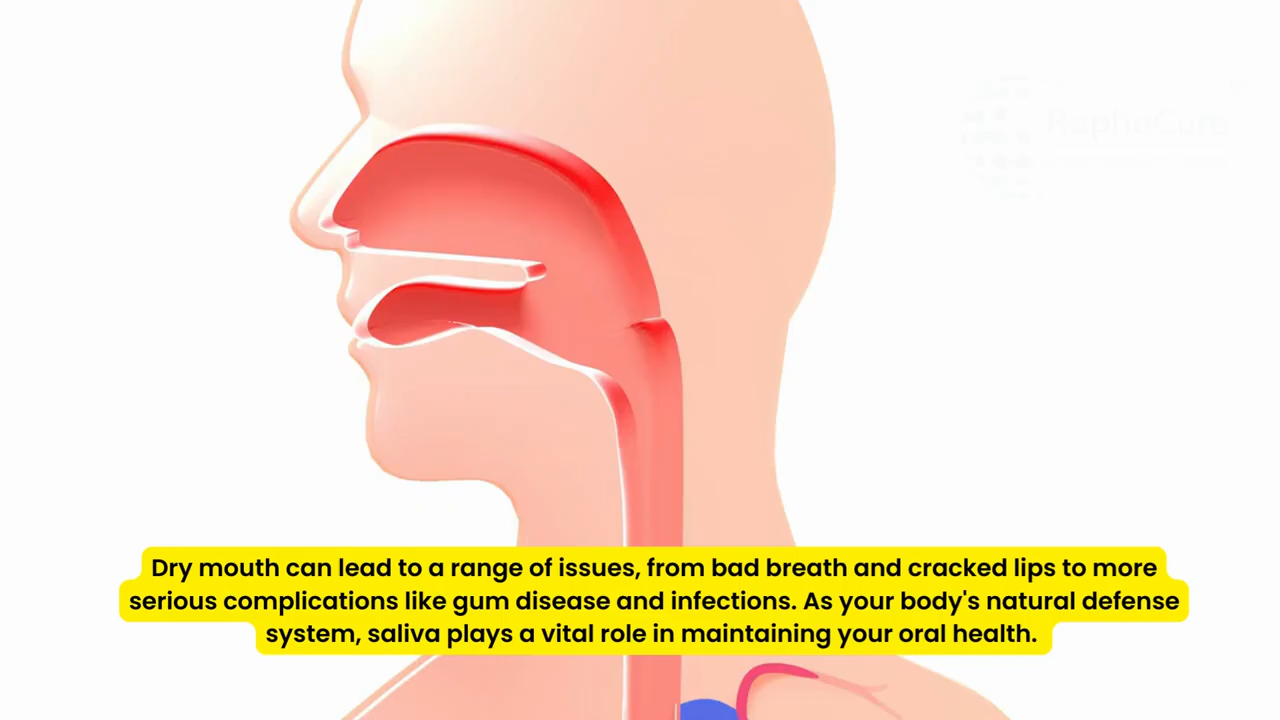 Dry mouth can lead to a range of issues, from bad breath and cracked lips to more
serious complications like gum disease and infections. As your body's natural defense
system, saliva plays a vital role in maintaining your oral health.